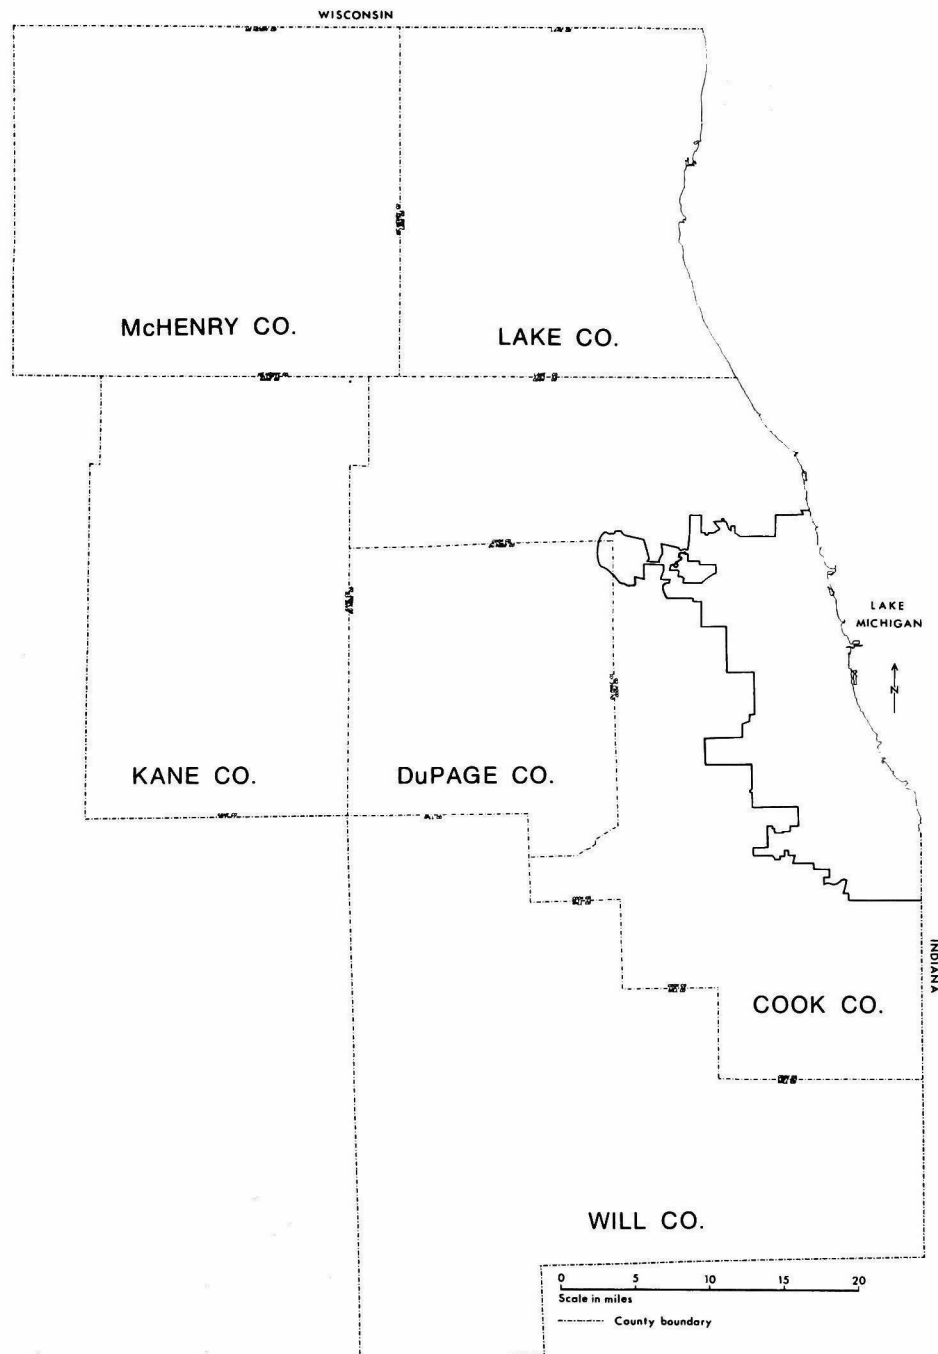 WISCONSIN
McHENRY CO.
LAKE CO.
LAKE
MICHIGAN
N
KANE CO.
DuPAGE CO.
INDIANA
COOK CO.
WILL CO.
0 5 10 15 20
Scale in miles
County boundary